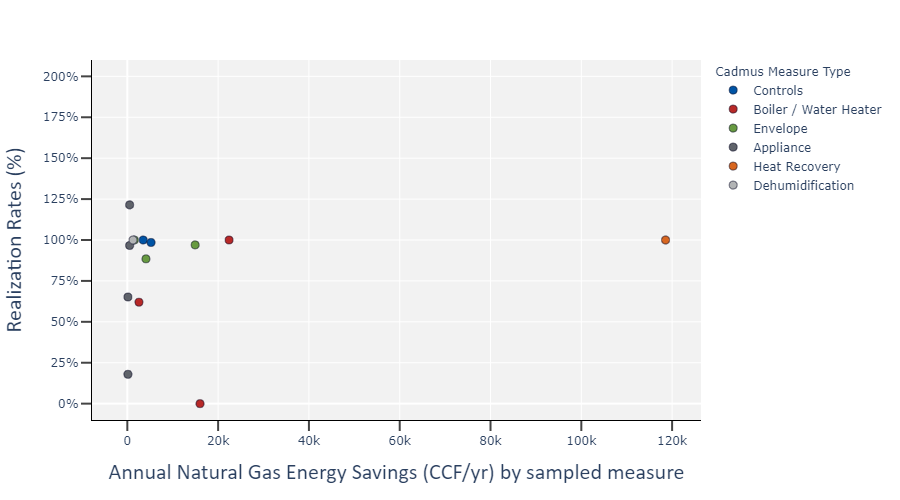 Cadmus Measure Type
Controls
Boiler / Water Heater
Envelope
Appliance
Heat Recovery
Dehumidification
Realization Rates (%)
200%
175%
150%
125%
100%
75%
50%
25%
0%
0 20k 40k 60k 80k 100k 120k
Annual Natural Gas Energy Savings (CCF/yr) by sampled measure